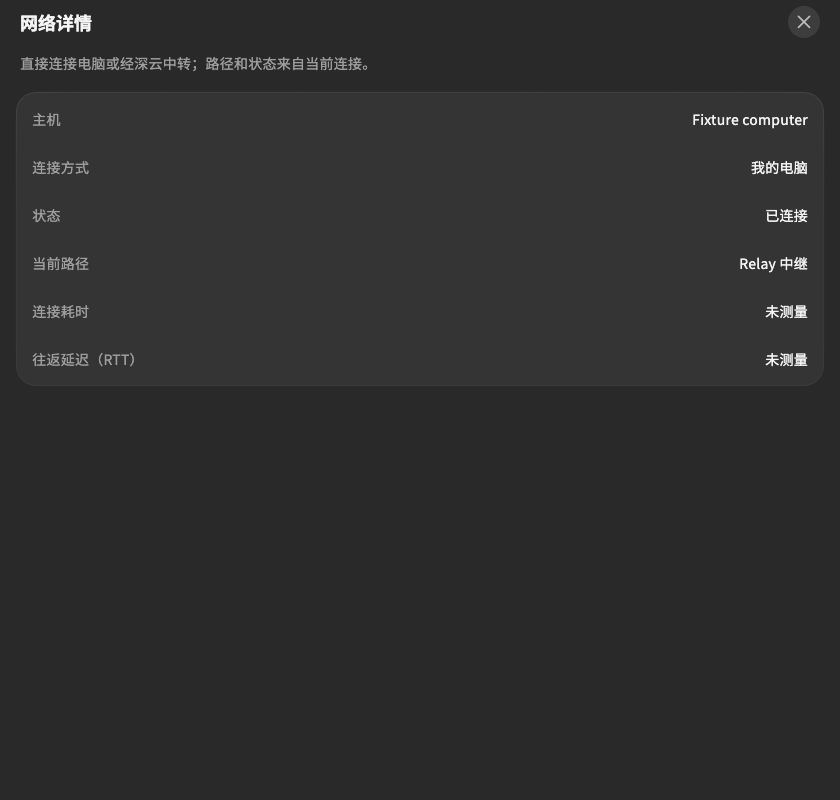 网络详情
直接连接电脑或经深云中转；路径和状态来自当前连接。
主机 Fixture computer
连接方式 我的电脑
状态 已连接
当前路径 Relay 中继
连接耗时 未测量
往返延迟（RTT） 未测量